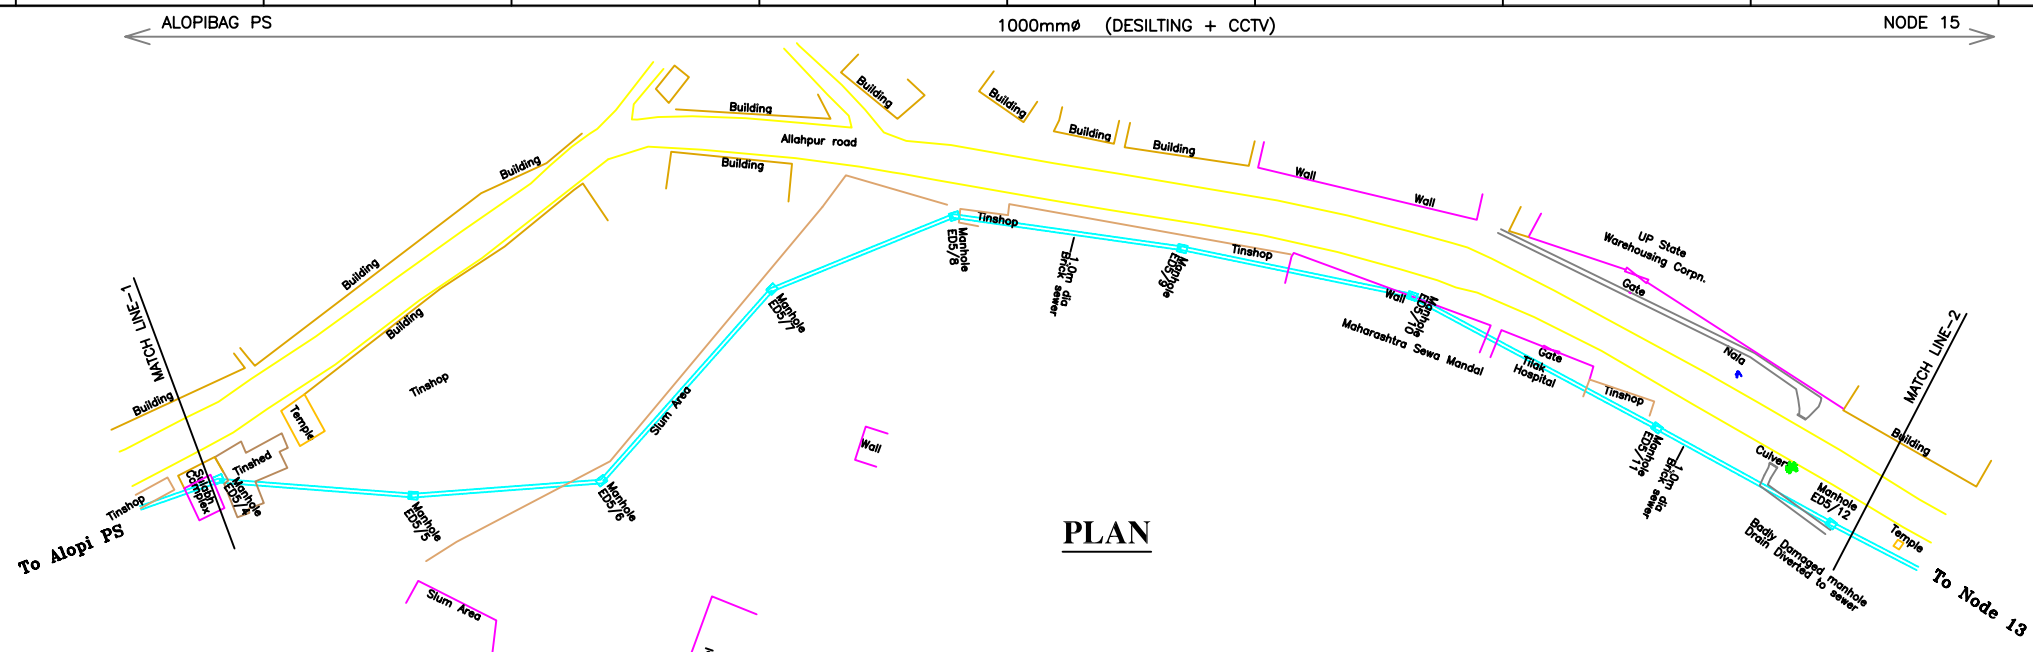 ALOPIBAG PS
1000mmø (DESILTING + CCTV)
NODE 15
Building
Building
Building
Building
Building
Allahpur road
Building
Building
Wall
Wall
Building
UP State
Warehousing Corpn.
Gate
Tinshop
Manhole
ED5/8
Tinshop
Manhole
ED5/9
1.0m dia
Brick sewer
Building
MATCH LINE-1
Manhole
ED5/7
Wall
Manhole
ED5/10
Building
Maharashtra Sewa Mandal
Gate
Tilak
Hospital
Nala
MATCH LINE-2
Tinshop
Tinshop
Building
Temple
Slum Area
Wall
Manhole
ED5/11
1.0m dia
Brick sewer
Building
Culvert
Tinshed
Sulabh
Complex
Manhole
ED5/4
Tinshop
Manhole
ED5/5
Manhole
ED5/6
Manhole
ED5/12
Temple
To Alopi PS
PLAN
Badly Damaged manhole
Drain Diverted to sewer
Slum Area
To Node 13